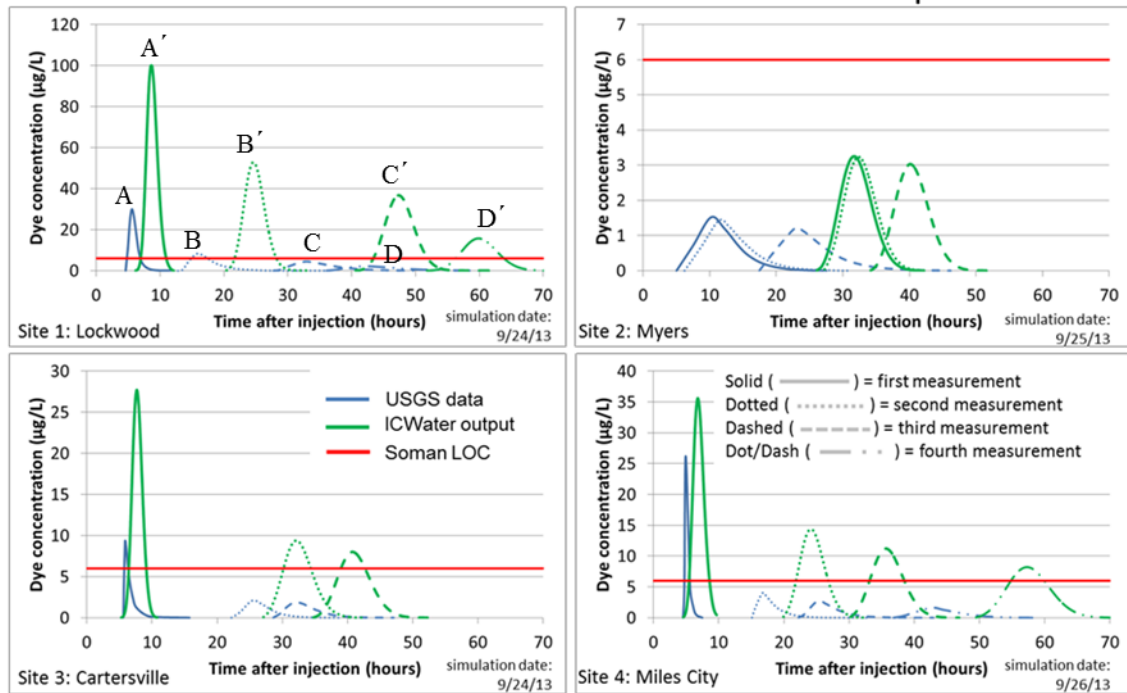 120
100
80
60
40
20
0
Dye concentration (µg/L)
A
A´
B
B´
C
C´
D
D´
0 10 20 30 40 50 60 70
Time after injection (hours)
Site 1: Lockwood
simulation date:
9/24/13
7
6
5
4
3
2
1
0
Dye concentration (µg/L)
0 10 20 30 40 50 60 70
Time after injection (hours)
Site 2: Myers
simulation date:
9/25/13
30
25
20
15
10
5
0
Dye concentration (µg/L)
USGS data
ICWater output
Soman LOC
0 10 20 30 40 50 60 70
Time after injection (hours)
Site 3: Cartersville
simulation date:
9/24/13
40
35
30
25
20
15
10
5
0
Dye concentration (µg/L)
Solid ( ) = first measurement
Dotted ( ) = second measurement
Dashed ( ) = third measurement
Dot/Dash ( ) = fourth measurement
0 10 20 30 40 50 60 70
Time after injection (hours)
Site 4: Miles City
simulation date:
9/26/13